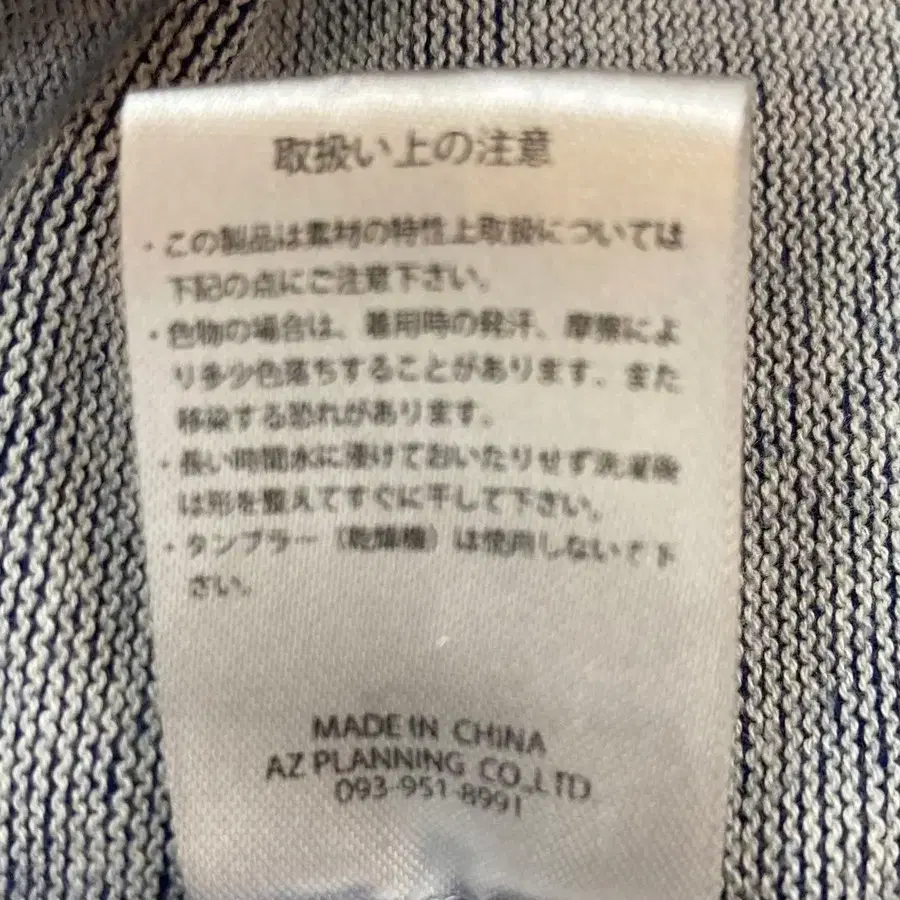 取扱い上の注意
・この製品は素材の特性上取扱については
下記の点にご注意下さい。
・色物の場合は、着用時の発汗、摩擦によ
り多少色落ちすることがあります。また
移染する恐れがあります。
・長い時間水に浸けておいたりせず洗濯後
は形を整えてすぐに干して下さい。
・タンブラー（乾燥機）は使用しないで下
さい。
MADE IN CHINA
AZ PLANNING CO.,LTD.
093-951-8991